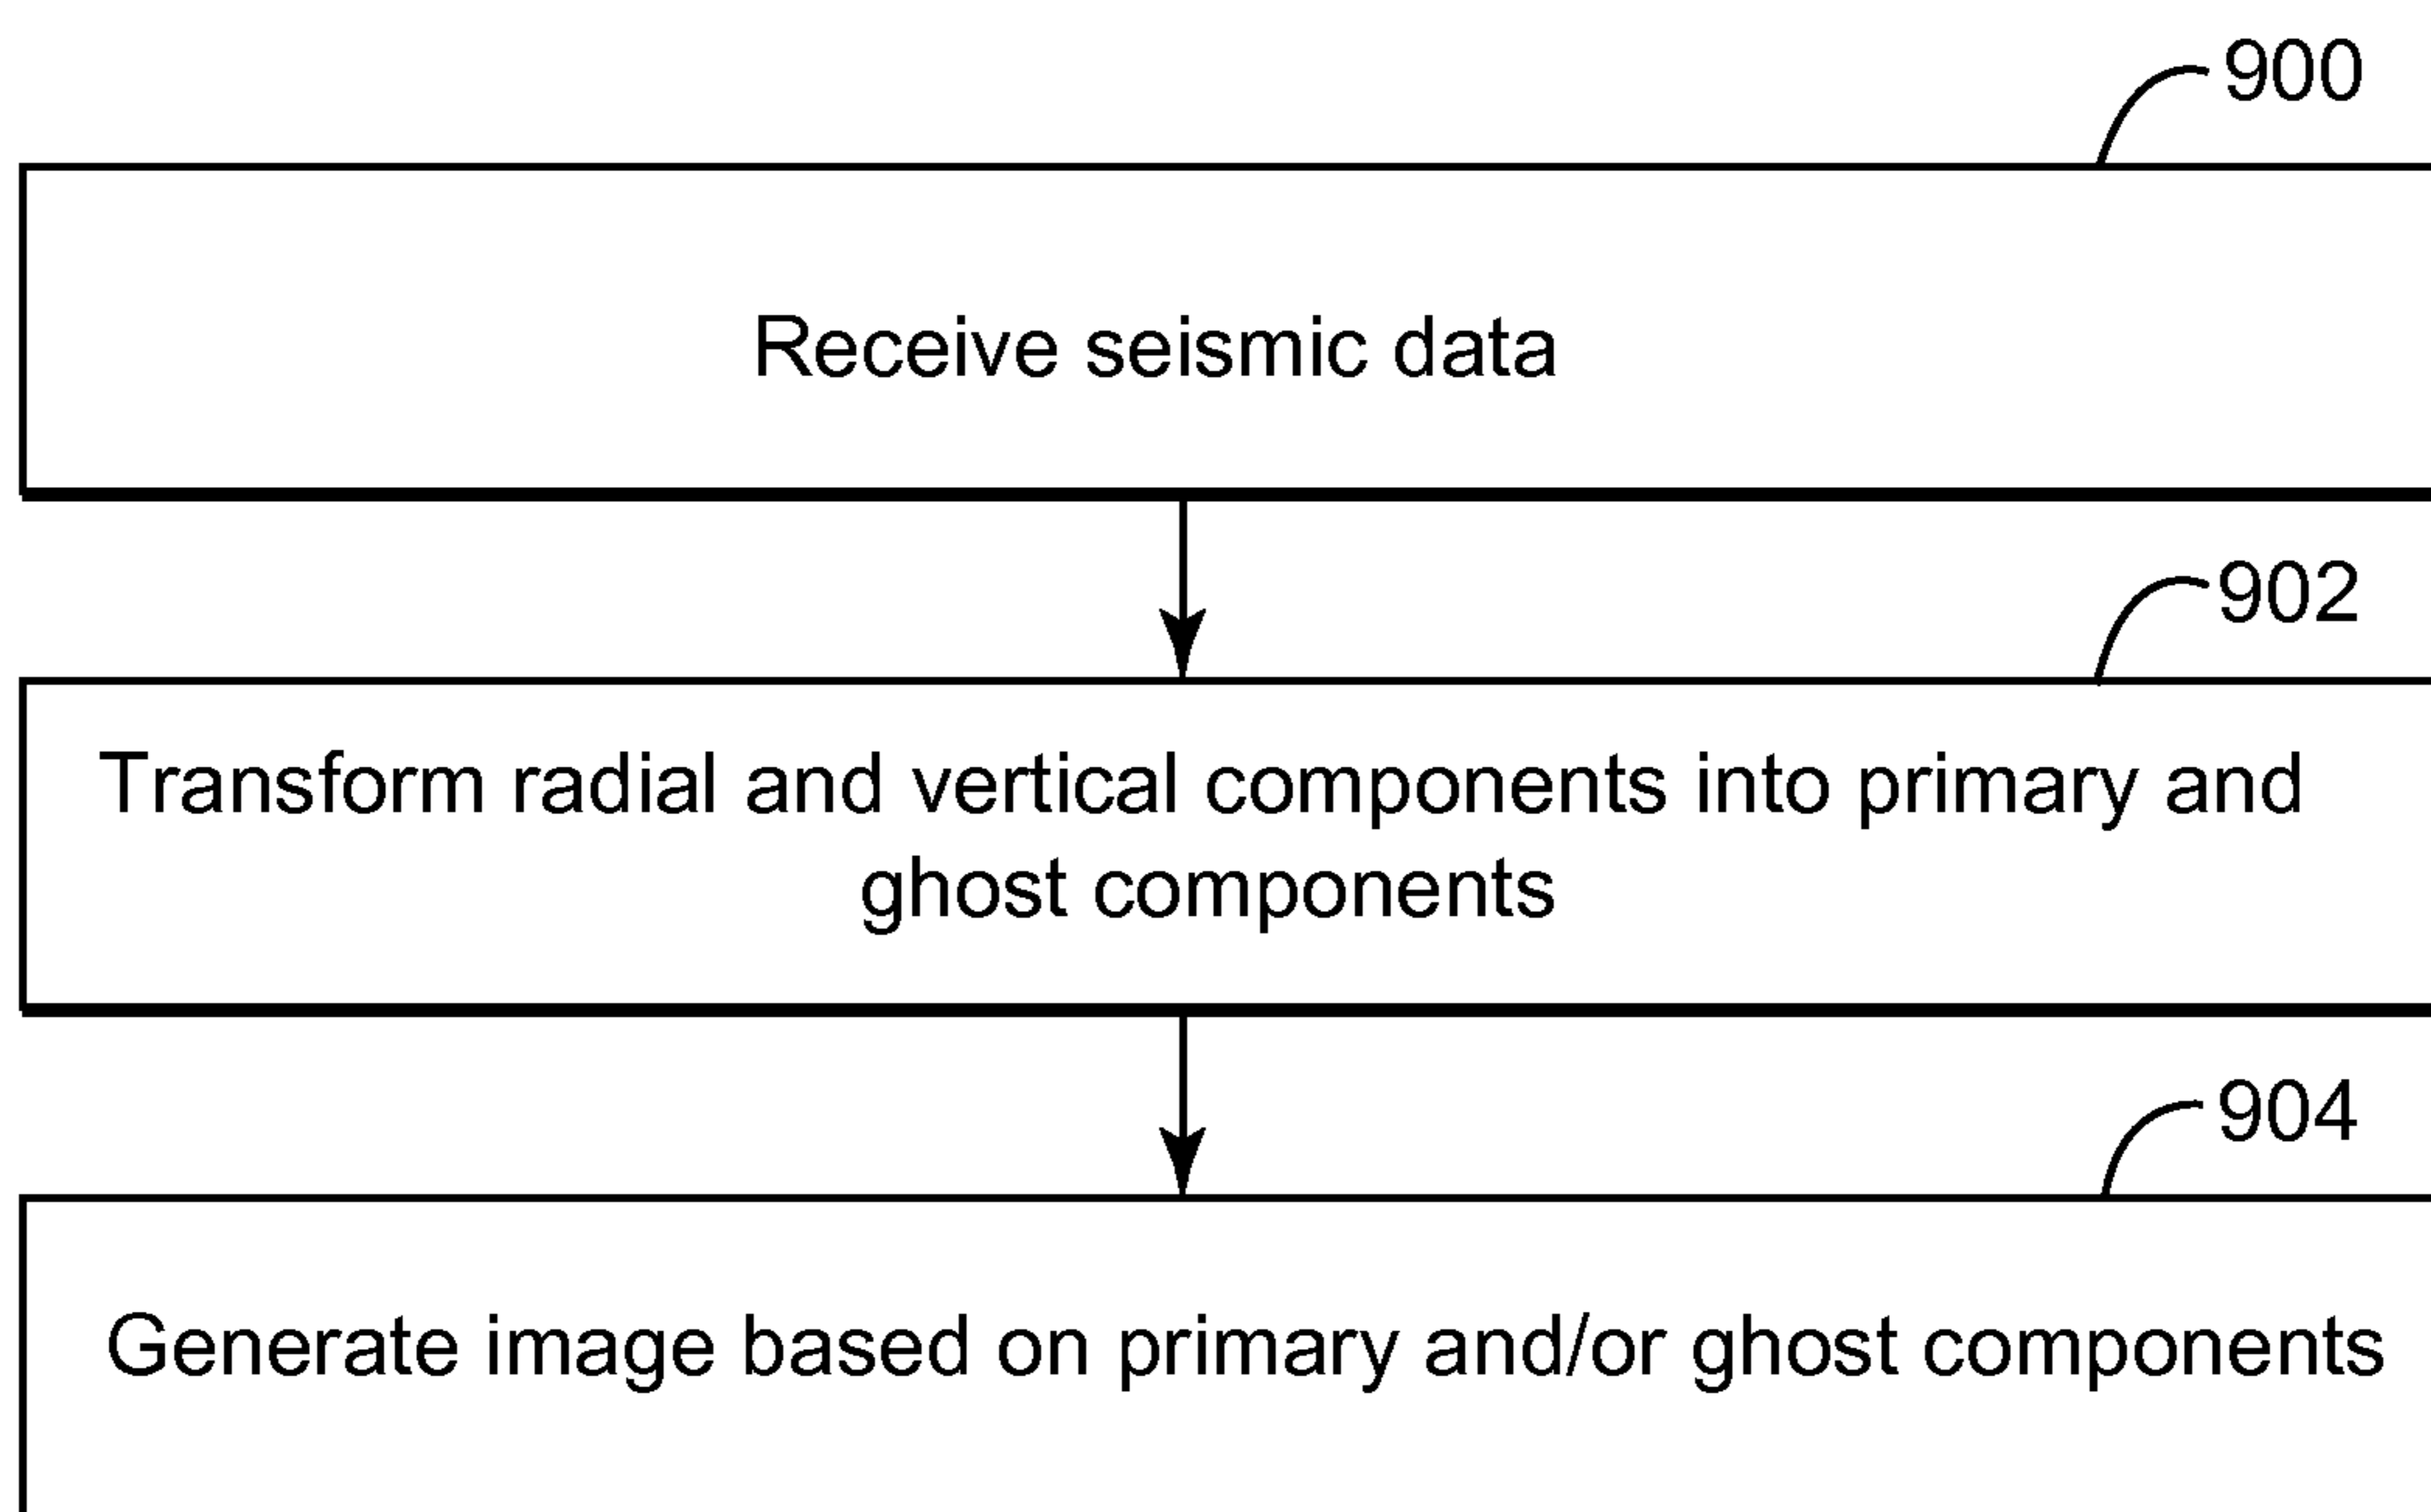 900
Receive seismic data
902
Transform radial and vertical components into primary and
ghost components
904
Generate image based on primary and/or ghost components